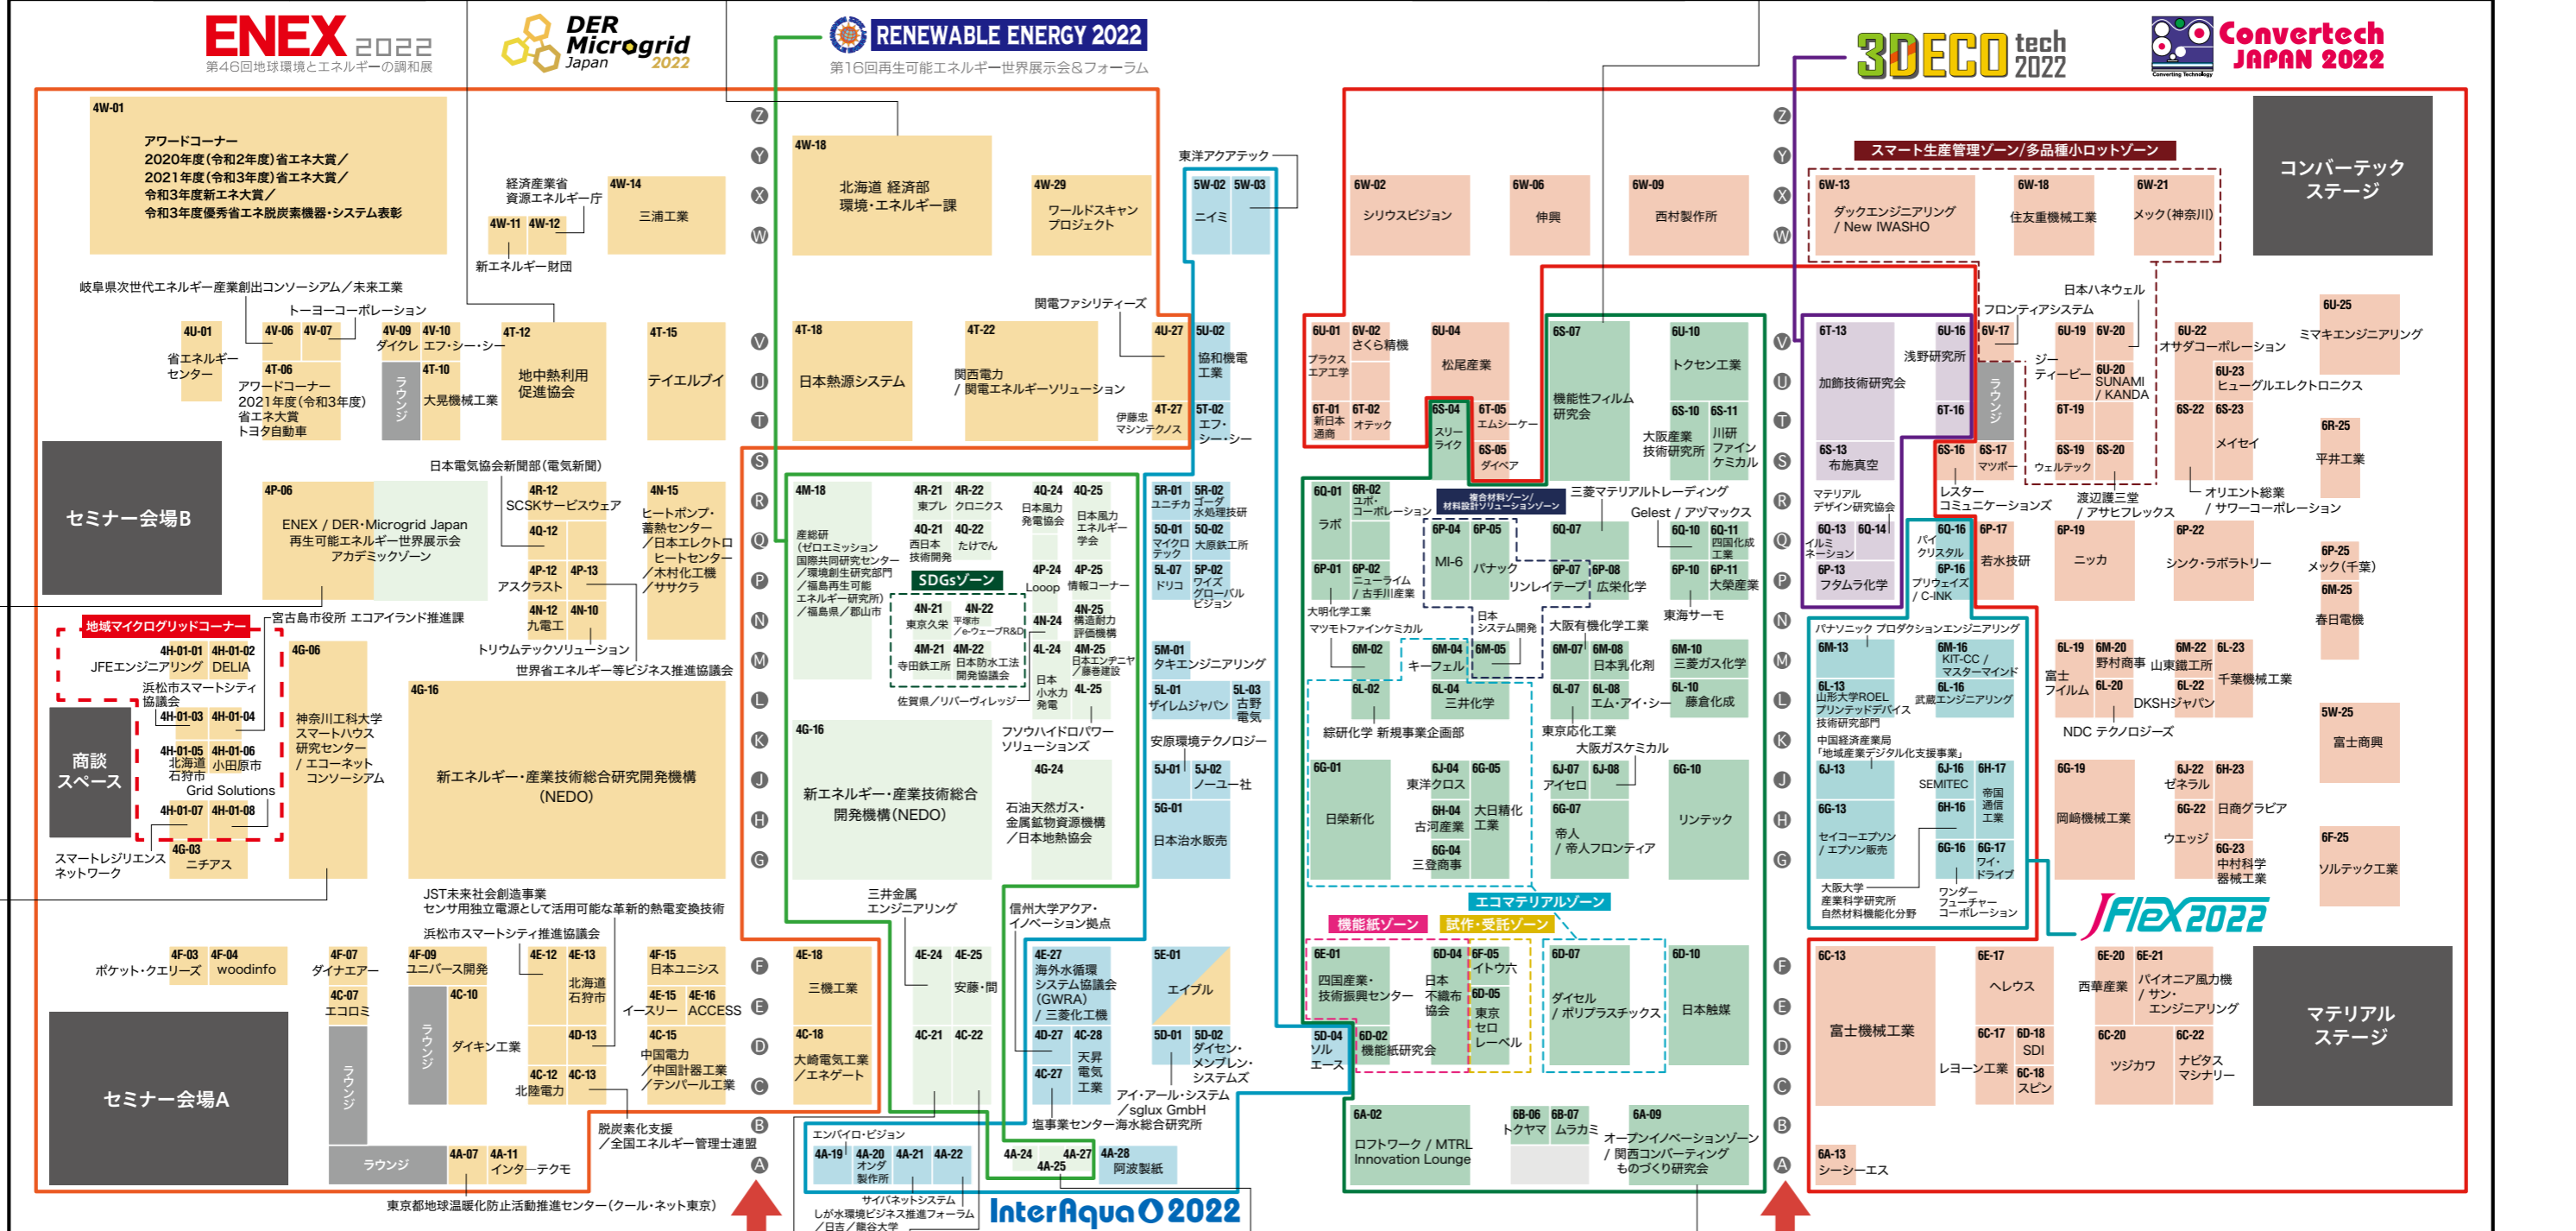 ENEX 2022
第46回地球環境とエネルギーの調和展
DER
Microgrid
Japan 2022
RENEWABLE ENERGY 2022
第16回再生可能エネルギー世界展示会&フォーラム
3DECO tech
2022
Converting Technology
Convertech
JAPAN 2022
4W-01
アワードコーナー
2020年度(令和2年度)省エネ大賞/
2021年度(令和3年度)省エネ大賞/
令和3年度新エネ大賞/
令和3年度優秀省エネ脱炭素機器・システム表彰
経済産業省
資源エネルギー庁
4W-11
4W-12
新エネルギー財団
4W-14
三浦工業
4W-18
北海道 経済部
環境・エネルギー課
4W-29
ワールドスキャン
プロジェクト
東洋アクアテック
5W-02
ニイミ
5W-03
岐阜県次世代エネルギー産業創出コンソーシアム/未来工業
トーヨーコーポレーション
4U-01
省エネルギー
センター
4V-06
4V-07
4T-06
アワードコーナー
2021年度(令和3年度)
省エネ大賞
トヨタ自動車
4V-09
ダイクレ
4V-10
エフ・シー・シー
ラウンジ
4T-10
大晃機械工業
4T-12
地中熱利用
促進協会
4T-15
テイエルブイ
4T-18
日本熱源システム
4T-22
関西電力
/ 関電エネルギーソリューション
関電ファシリティーズ
4U-27
4T-27
伊藤忠
マシンテクノス
5U-02
協和機電
工業
5T-02
エフ・
シー・シー
セミナー会場B
日本電気協会新聞部(電気新聞)
4P-06
ENEX / DER・Microgrid Japan
再生可能エネルギー世界展示会
アカデミックゾーン
4R-12
SCSKサービスウェア
4Q-12
4P-12
アスクラスト
4P-13
4N-12
九電工
4N-10
トリウムテックソリューション
世界省エネルギー等ビジネス推進協議会
4N-15
ヒートポンプ・
蓄熱センター
/日本エレクトロ
ヒートセンター
/木村化工機
/ササクラ
4M-18
産総研
(ゼロエミッション
国際共同研究センター
/環境創生研究部門
/福島再生可能
エネルギー研究所)
/福島県/郡山市
4R-21
東プレ
4R-22
クロニクス
4Q-21
西日本
技術開発
4Q-22
たけでん
SDGsゾーン
4N-21
東京久栄
4N-22
平塚市
/e-ウェーブR&D
4M-21
寺田鉄工所
4M-22
日本防水工法
開発協議会
佐賀県/リバーヴィレッジ
4Q-24
日本風力
発電協会
4Q-25
日本風力
エネルギー
学会
4P-24
Looop
4P-25
情報コーナー
4N-24
4N-25
構造耐力
評価機構
4L-24
日本
小水力
発電
4M-25
日本エンヂニヤ
/藤巻建設
4L-25
フソウハイドロパワー
ソリューションズ
5R-01
ユニチカ
5R-02
ゴーダ
水処理技研
5Q-01
マイクロ
テック
5Q-02
大原鉄工所
5L-07
ドリコ
5P-02
ワイズ
グローバル
ビジョン
5M-01
タキエンジニアリング
5L-01
ザイレムジャパン
5L-03
古野
電気
安原環境テクノロジー
5J-01
5J-02
ノーユー社
5G-01
日本治水販売
地域マイクログリッドコーナー
宮古島市役所 エコアイランド推進課
4H-01-01
JFEエンジニアリング
4H-01-02
DELIA
浜松市スマートシティ
協議会
4H-01-03
4H-01-04
4H-01-05
北海道
石狩市
4H-01-06
小田原市
Grid Solutions
4H-01-07
4H-01-08
スマートレジリエンス
ネットワーク
4G-03
ニチアス
商談
スペース
4G-06
神奈川工科大学
スマートハウス
研究センター
/ エコーネット
コンソーシアム
4G-16
新エネルギー・産業技術総合研究開発機構
(NEDO)
4G-16
新エネルギー・産業技術総合
開発機構(NEDO)
4G-24
石油天然ガス・
金属鉱物資源機構
/日本地熱協会
JST未来社会創造事業
センサ用独立電源として活用可能な革新的熱電変換技術
浜松市スマートシティ推進協議会
三井金属
エンジニアリング
信州大学アクア・
イノベーション拠点
4F-03
ポケット・クエリーズ
4F-04
woodinfo
4F-07
ダイナエアー
4C-07
エコロミ
ラウンジ
4F-09
ユニバース開発
ラウンジ
4C-10
ダイキン工業
4E-12
4E-13
北海道
石狩市
4D-13
4C-12
北陸電力
4C-13
脱炭素化支援
/全国エネルギー管理士連盟
4F-15
日本ユニシス
4E-15
イースリー
4E-16
ACCESS
4C-15
中国電力
/中国計器工業
/テンパール工業
4E-18
三機工業
4C-18
大崎電気工業
/エネゲート
4E-24
4E-25
安藤・間
4C-21
4C-22
4E-27
海外水循環
システム協議会
(GWRA)
/ 三菱化工機
4D-27
4C-28
天昇
電気
工業
4C-27
塩事業センター海水総合研究所
5E-01
エイブル
5D-01
5D-02
ダイセン・
メンブレン・
システムズ
アイ・アール・システム
/sglux GmbH
セミナー会場A
ラウンジ
4A-07
4A-11
インターテクモ
東京都地球温暖化防止活動推進センター(クール・ネット東京)
エンバイロ・ビジョン
4A-19
4A-20
オンダ
製作所
4A-21
4A-22
サイバネットシステム
しが水環境ビジネス推進フォーラム
/日吉/龍谷大学
4A-24
4A-25
4A-27
4A-28
阿波製紙
InterAqua 2022
Z
Y
X
W
V
U
T
S
R
Q
P
N
M
L
K
J
H
G
F
E
D
C
B
A
6W-02
シリウスビジョン
6W-06
伸興
6W-09
西村製作所
スマート生産管理ゾーン/多品種小ロットゾーン
6W-13
ダックエンジニアリング
/ New IWASHO
6W-18
住友重機械工業
6W-21
メック(神奈川)
コンバーテック
ステージ
6U-01
プラクス
エア工学
6V-02
さくら精機
6T-01
新日本
通商
6T-02
オテック
6U-04
松尾産業
6S-04
スリー
ライク
6T-05
エムシーケー
6S-05
ダイベア
6S-07
機能性フィルム
研究会
6U-10
トクセン工業
6S-10
大阪産業
技術研究所
6S-11
川研
ファイン
ケミカル
6T-13
加飾技術研究会
6U-16
浅野研究所
6T-16
6S-13
布施真空
マテリアル
デザイン研究協会
6Q-13
イルミ
ネーション
6Q-14
6P-13
フタムラ化学
フロンティアシステム
6V-17
ラウンジ
6S-16
6S-17
マツボー
レスター
コミュニケーションズ
日本ハネウェル
6U-19
ジー
ティービー
6V-20
6U-20
SUNAMI
/ KANDA
6T-19
6S-19
ウェルテック
6S-20
渡辺護三堂
/ アサヒフレックス
6U-22
オサダコーポレーション
6U-23
ヒューグルエレクトロニクス
6S-22
6S-23
メイセイ
オリエント総業
/ サワーコーポレーション
6U-25
ミマキエンジニアリング
6R-25
平井工業
6P-25
メック(千葉)
6M-25
春日電機
6Q-01
ラボ
6R-02
ユポ・
コーポレーション
6P-01
6P-02
ニューライム
/ 古手川産業
大明化学工業
複合材料ゾーン/
材料設計ソリューションゾーン
6P-04
MI-6
6P-05
パナック
三菱マテリアルトレーディング
6Q-07
6P-07
リンレイテープ
6P-08
広栄化学
Gelest / アヅマックス
6Q-10
6Q-11
四国化成
工業
6P-10
6P-11
大榮産業
東海サーモ
6Q-16
パイ
クリスタル
6P-16
プリウェイズ
/ C-INK
6P-17
若水技研
6P-19
ニッカ
6P-22
シンク・ラボラトリー
マツモトファインケミカル
6M-02
6M-04
キーフェル
日本
システム開発
6M-05
大阪有機化学工業
6M-07
6M-08
日本乳化剤
6M-10
三菱ガス化学
6L-02
綜研化学 新規事業企画部
6L-04
三井化学
6L-07
東京応化工業
6L-08
エム・アイ・シー
6L-10
藤倉化成
パナソニック プロダクションエンジニアリング
6M-13
6M-16
KIT-CC /
マスターマインド
6L-13
山形大学ROEL
プリンテッドデバイス
技術研究部門
6L-16
武蔵エンジニアリング
中国経済産業局
「地域産業デジタル化支援事業」
6J-13
6J-16
SEMITEC
6H-17
帝国
通信
工業
6G-13
セイコーエプソン
/ エプソン販売
6H-16
6G-16
6G-17
ワイ・
ドライブ
大阪大学
産業科学研究所
自然材料機能化分野
ワンダー
フューチャー
コーポレーション
6L-19
富士
フイルム
6M-20
野村商事
6L-20
NDC テクノロジーズ
6M-22
山東鐵工所
6L-22
DKSHジャパン
6L-23
千葉機械工業
5W-25
富士商興
6G-01
日榮新化
6J-04
東洋クロス
6G-05
大日精化
工業
6H-04
古河産業
6G-04
三登商事
大阪ガスケミカル
6J-07
アイセロ
6J-08
6G-07
帝人
/ 帝人フロンティア
6G-10
リンテック
6G-19
岡﨑機械工業
6J-22
ゼネラル
6H-23
日商グラビア
6G-22
ウエッジ
6G-23
中村科学
器械工業
6F-25
ソルテック工業
JFlex2022
エコマテリアルゾーン
機能紙ゾーン
試作・受託ゾーン
6E-01
四国産業・
技術振興センター
6D-04
日本
不織布
協会
6F-05
イトウ六
6D-05
東京
セロ
レーベル
5D-04
ソル
エース
6D-02
機能紙研究会
6D-07
ダイセル
/ ポリプラスチックス
6D-10
日本触媒
6C-13
富士機械工業
6E-17
ヘレウス
6C-17
レヨーン工業
6D-18
SDI
6C-18
スピン
6E-20
西華産業
6E-21
パイオニア風力機
/ サン・
エンジニアリング
6C-20
ツジカワ
6C-22
ナビタス
マシナリー
マテリアル
ステージ
6A-02
ロフトワーク / MTRL
Innovation Lounge
6B-06
トクヤマ
6B-07
ムラカミ
6A-09
オープンイノベーションゾーン
/ 関西コンバーティング
ものづくり研究会
6A-13
シーシーエス
Z
Y
X
W
V
U
T
S
R
Q
P
N
M
L
K
J
H
G
F
E
D
C
B
A